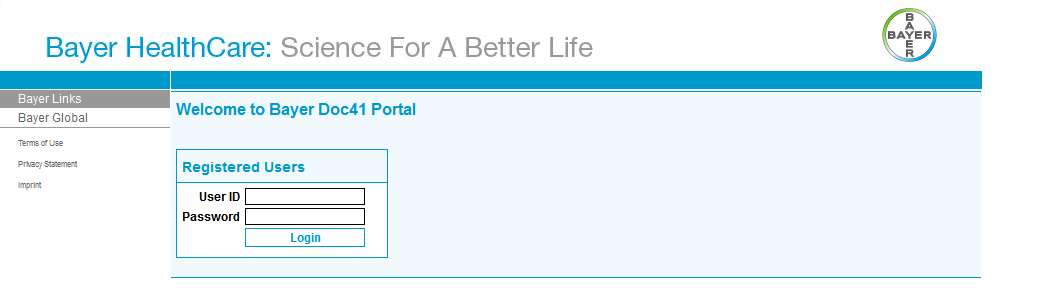 Bayer HealthCare: Science For A Better Life
B
A
BAYER
E
R
Bayer Links
Bayer Global
Terms of Use
Privacy Statement
Imprint
Welcome to Bayer Doc41 Portal
Registered Users
User ID
Password
Login